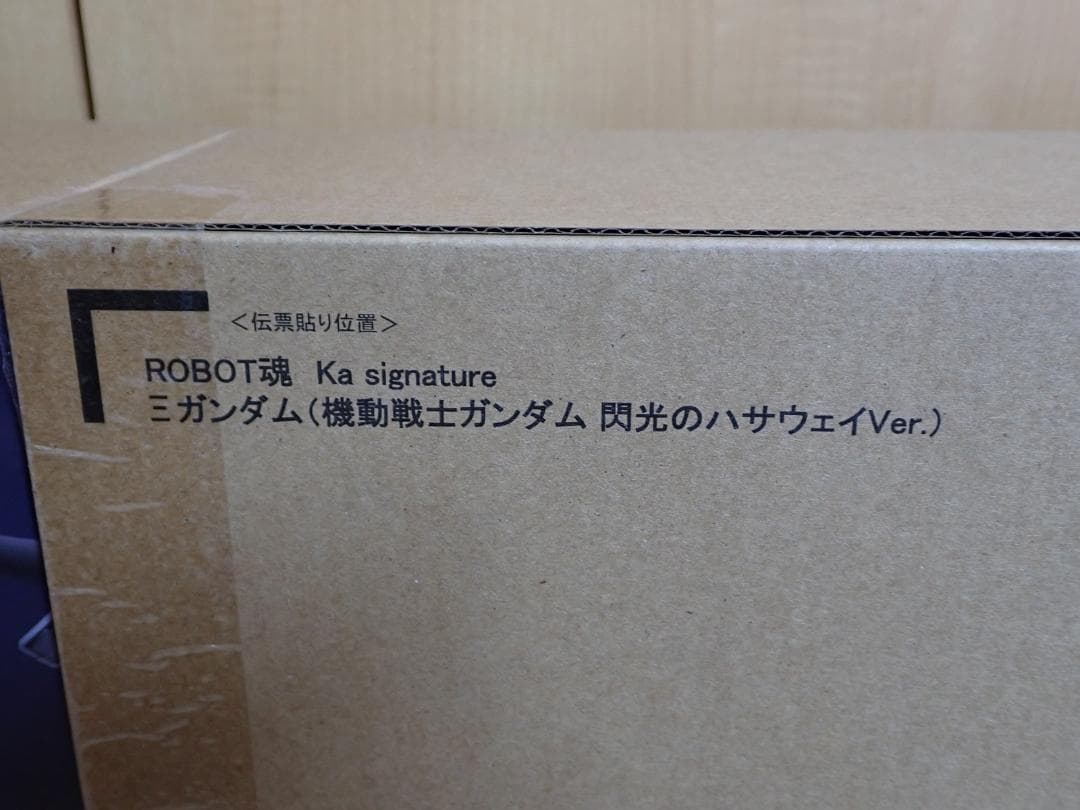 <伝票貼り位置>
ROBOT魂　Ka signature
Ξガンダム(機動戦士ガンダム 閃光のハサウェイVer.)